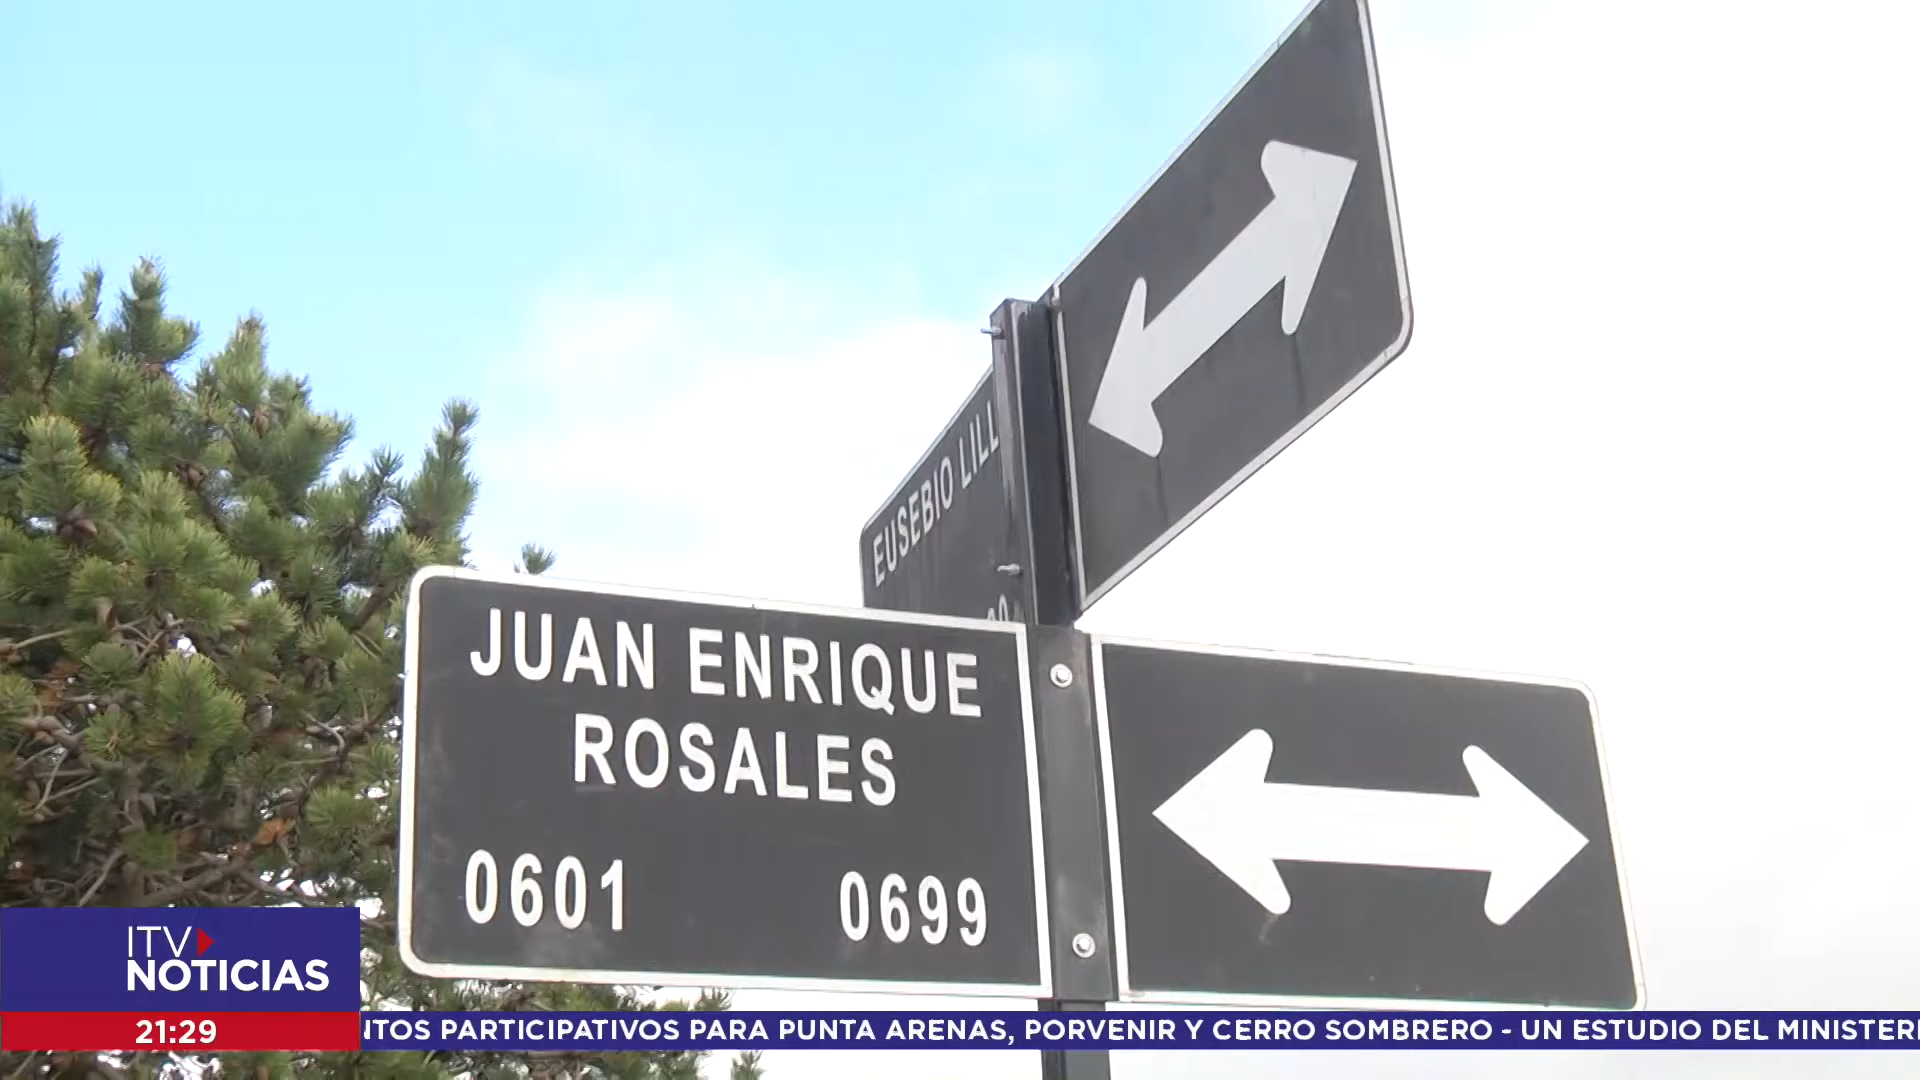 EUSEBIO LILL
JUAN ENRIQUE
ROSALES
0601 0699
ITV
NOTICIAS
21:29
NTOS PARTICIPATIVOS PARA PUNTA ARENAS, PORVENIR Y CERRO SOMBRERO - UN ESTUDIO DEL MINISTERI